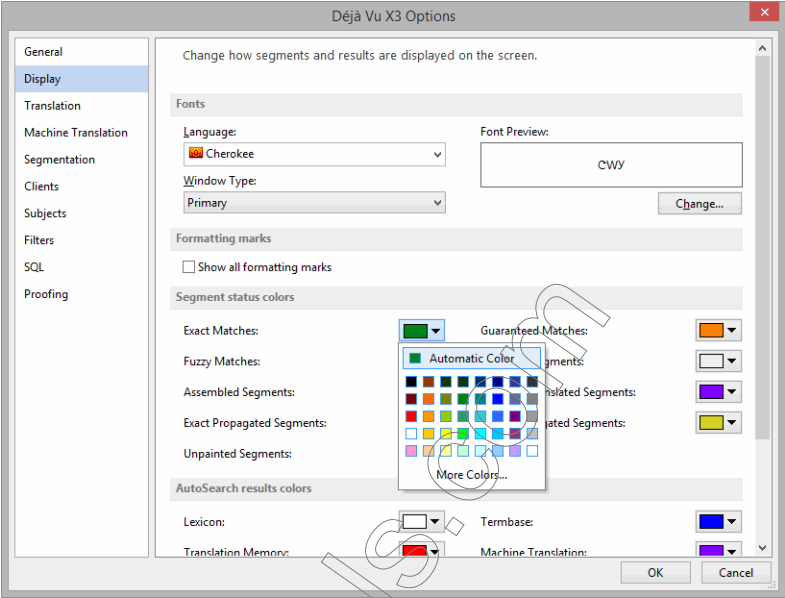 Déjà Vu X3 Options
General
Display
Translation
Machine Translation
Segmentation
Clients
Subjects
Filters
SQL
Proofing
Change how segments and results are displayed on the screen.
Fonts
Language:
Font Preview:
Cherokee
ᏣᎳᎩ
Window Type:
Primary
Change...
Formatting marks
Show all formatting marks
Segment status colors
Exact Matches:
Guaranteed Matches:
Automatic Color
Fuzzy Matches:
Assembled Segments:
Segments:
Exact Propagated Segments:
Segments:
Unpainted Segments:
More Colors...
AutoSearch results colors
Lexicon:
Termbase:
Translation Memory:
Machine Translation:
OK
Cancel